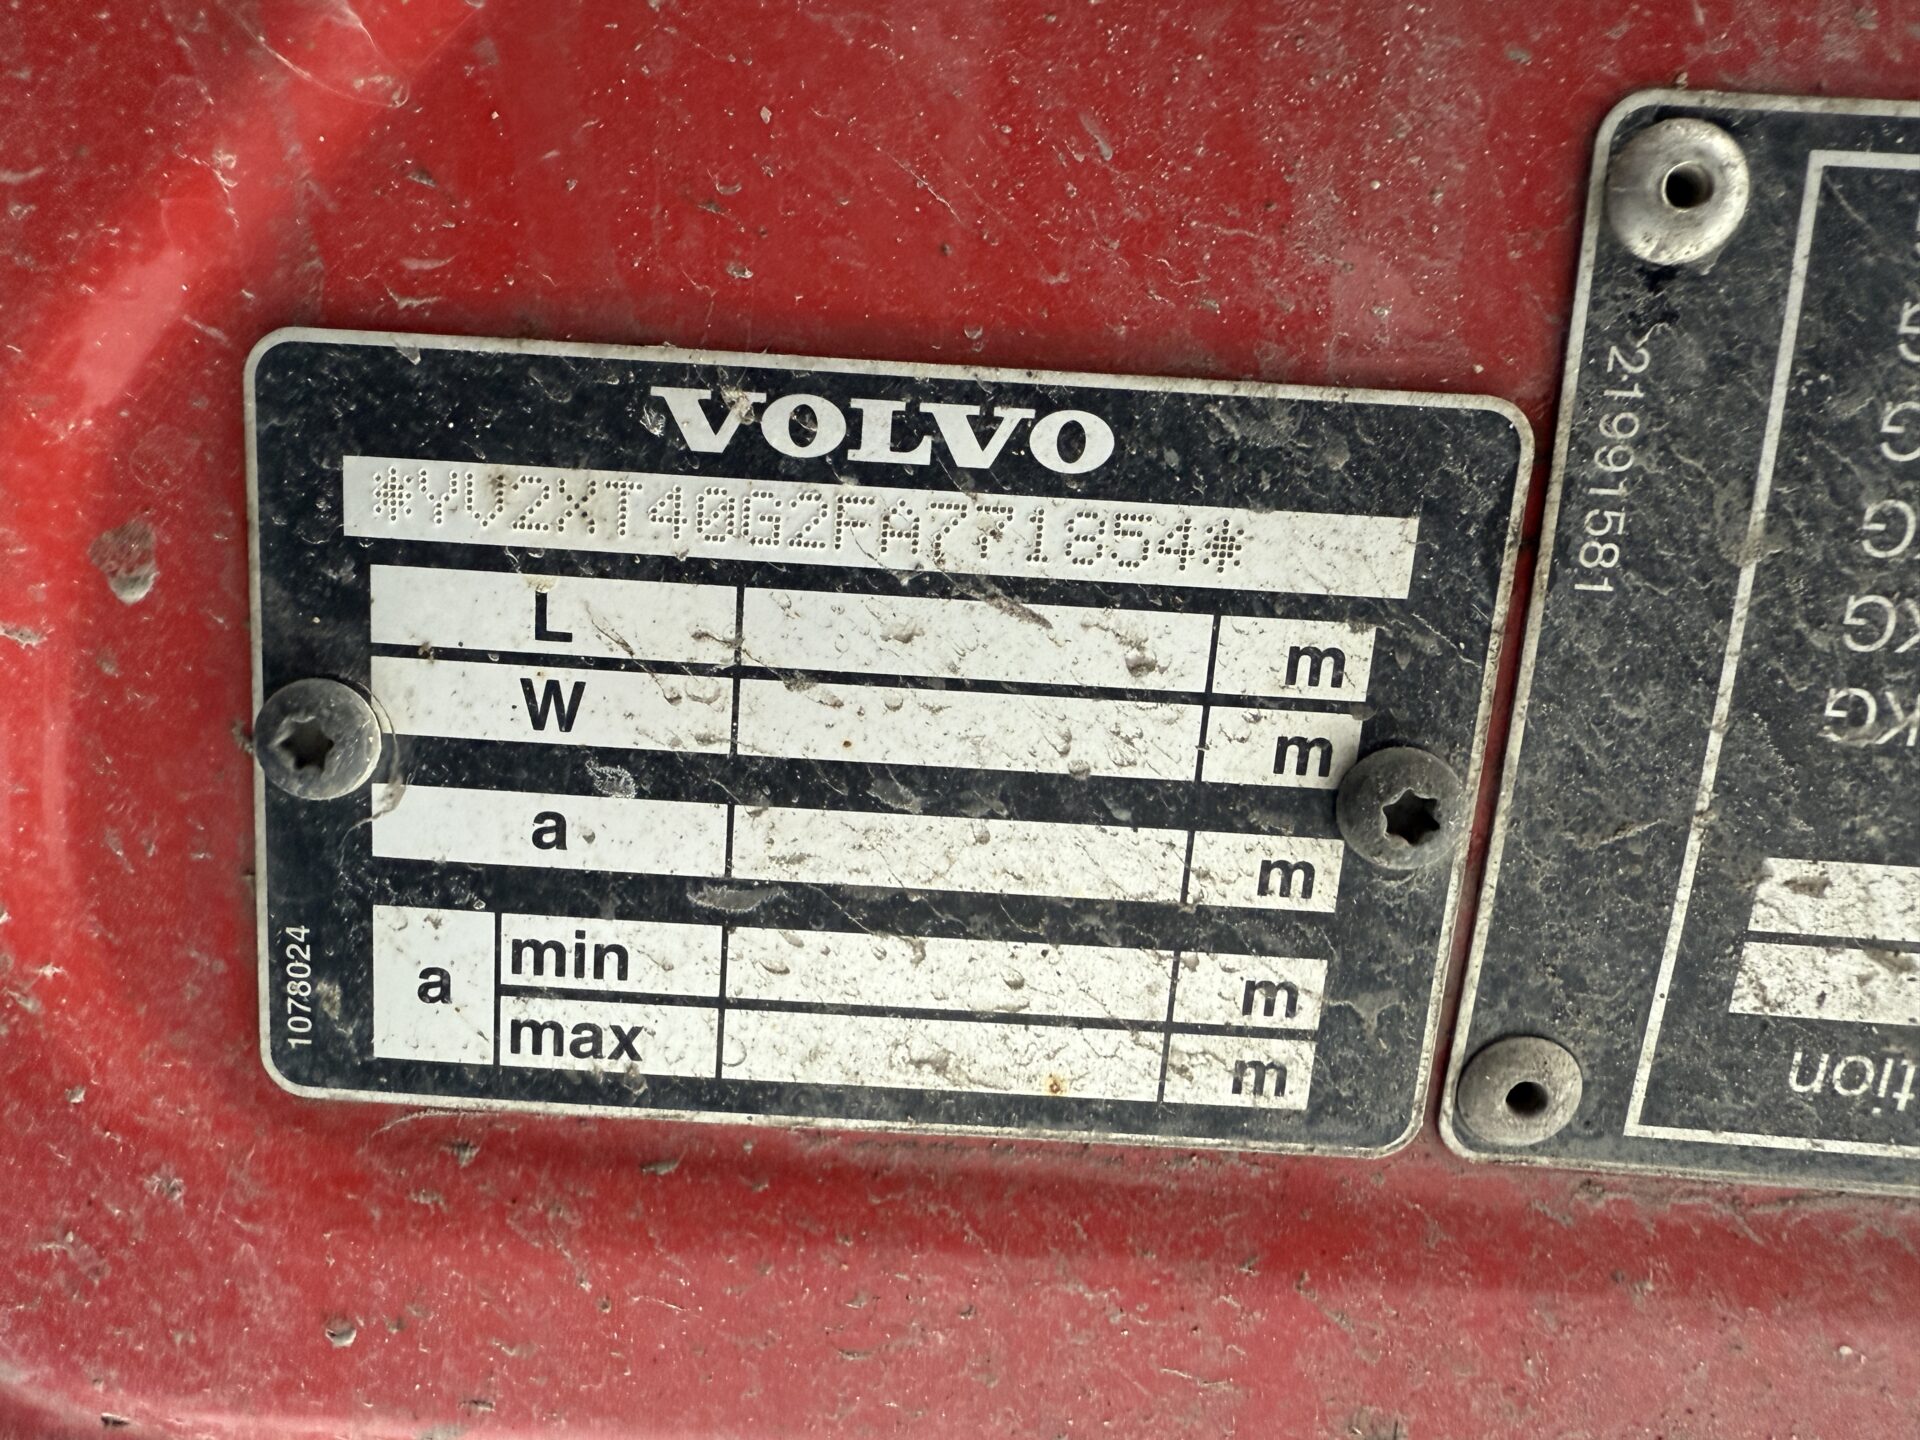 VOLVO
*YV2XT40G2FA771854*
L m
W m
a m
a min m
max m
1078024
21991581
G
KG
KG
tion